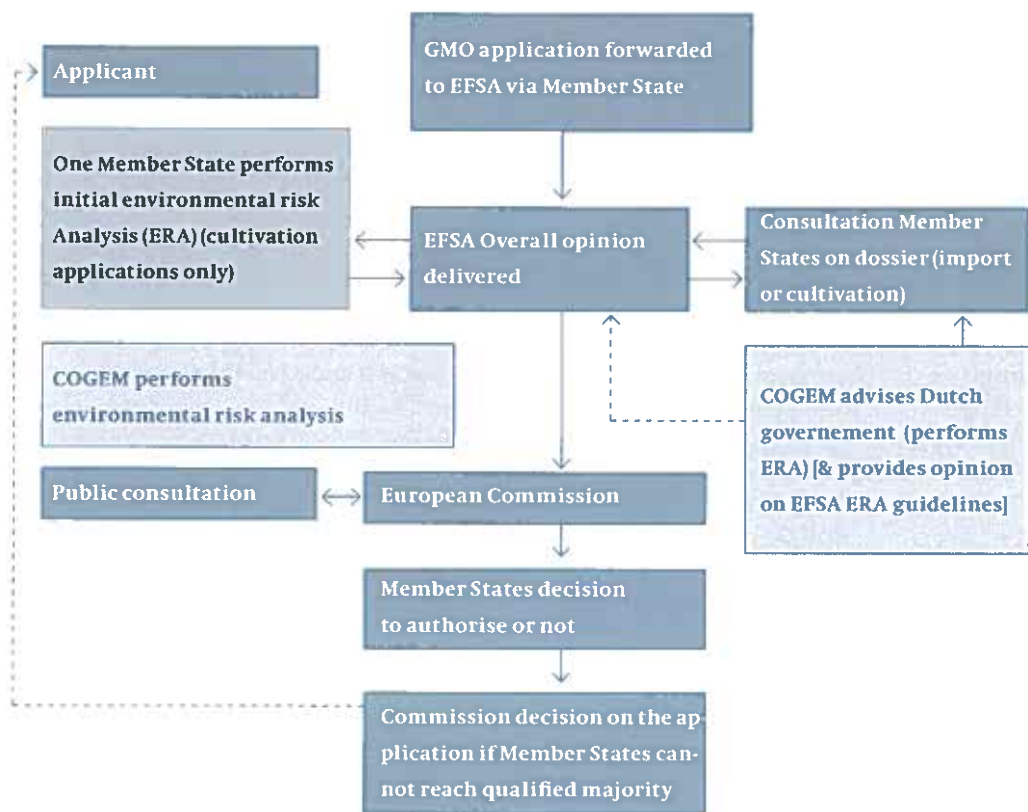 Applicant
GMO application forwarded
to EFSA via Member State
One Member State performs
initial environmental risk
Analysis (ERA) (cultivation
applications only)
EFSA Overall opinion
delivered
Consultation Member
States on dossier (import
or cultivation)
COGEM performs
environmental risk analysis
COGEM advises Dutch
governement (performs
ERA) [& provides opinion
on EFSA ERA guidelines]
Public consultation
European Commission
Member States decision
to authorise or not
Commission decision on the ap-
plication if Member States can-
not reach qualified majority